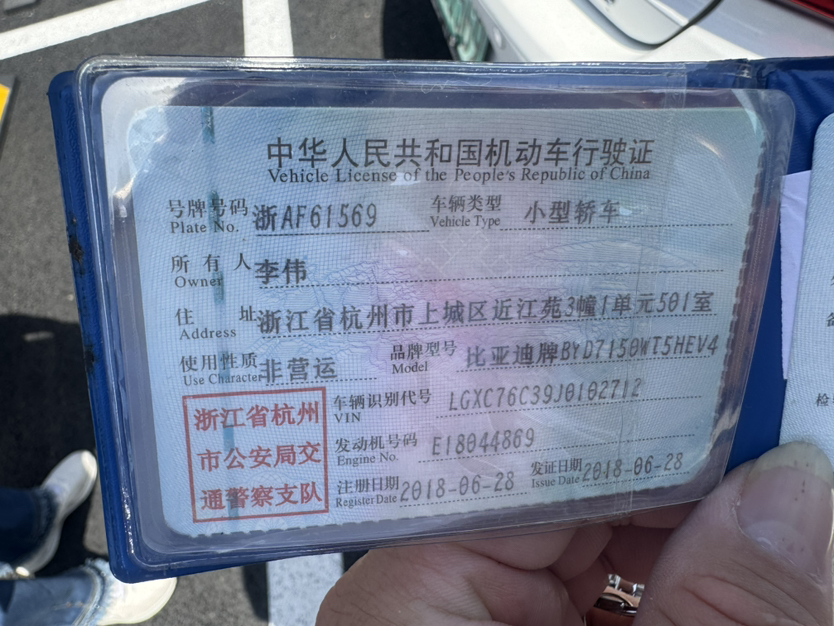 中华人民共和国机动车行驶证
Vehicle License of the People's Republic of China
号牌号码 浙AF61569 车辆类型 小型轿车
Plate No. Vehicle Type
所有人 李伟
Owner
住址 浙江省杭州市上城区近江苑3幢1单元501室
Address
使用性质 非营运 品牌型号 比亚迪牌BYD7150WT5HEV4
Use Character Model
浙江省杭州
市公安局交
通警察支队
车辆识别代号 LGXC76C39J0102712
VIN
发动机号码 E18044869
Engine No.
注册日期 2018-06-28 发证日期 2018-06-28
Register Date Issue Date